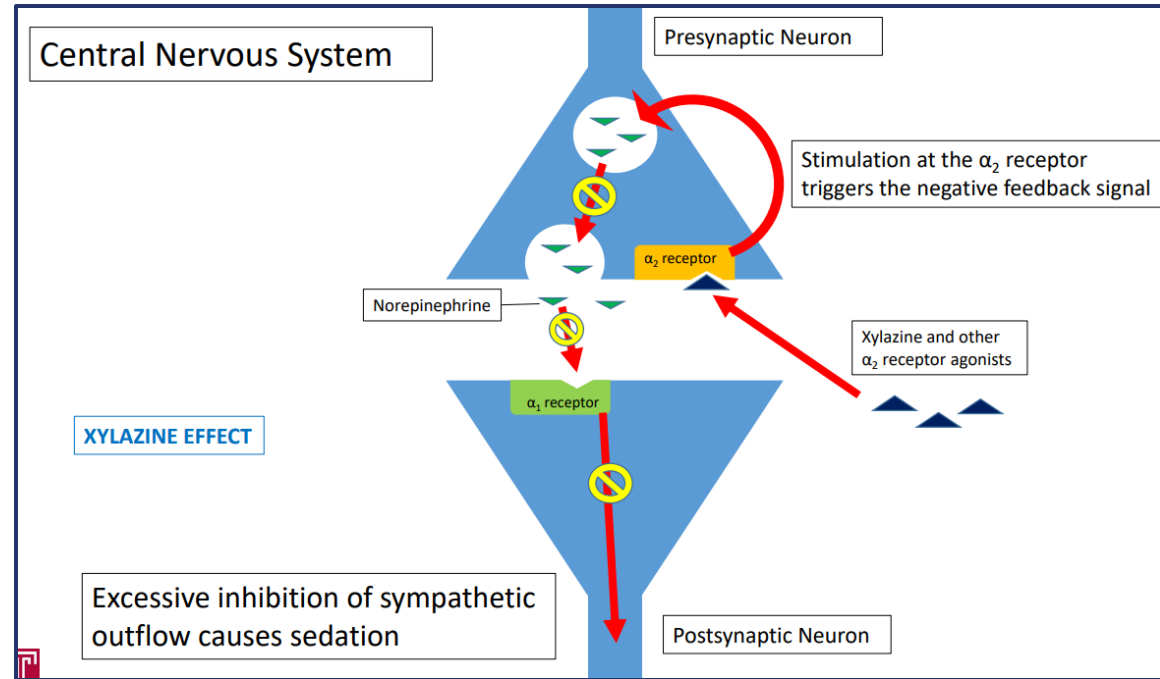 Central Nervous System
Presynaptic Neuron
Stimulation at the α₂ receptor
triggers the negative feedback signal
α₂ receptor
Norepinephrine
Xylazine and other
α₂ receptor agonists
α₁ receptor
XYLAZINE EFFECT
Excessive inhibition of sympathetic
outflow causes sedation
Postsynaptic Neuron